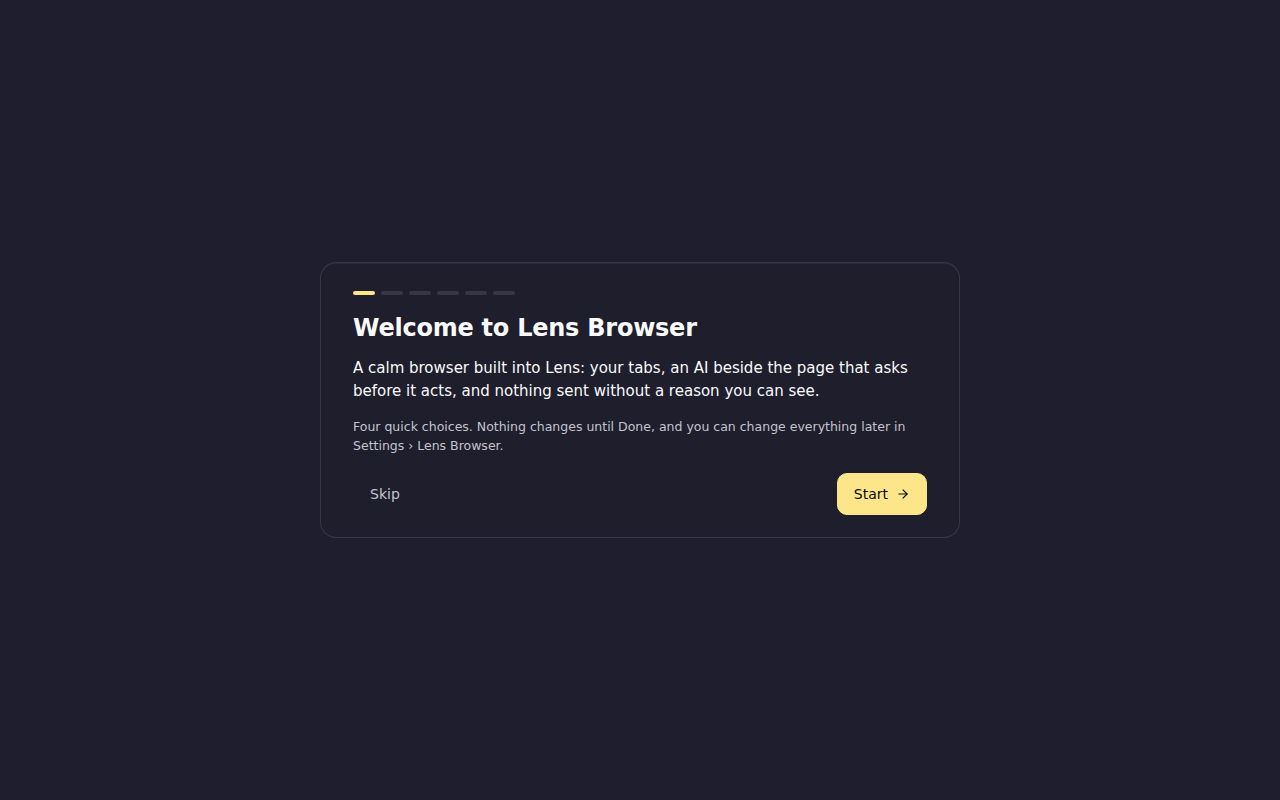 Welcome to Lens Browser
A calm browser built into Lens: your tabs, an AI beside the page that asks
before it acts, and nothing sent without a reason you can see.
Four quick choices. Nothing changes until Done, and you can change everything later in
Settings › Lens Browser.
Skip
Start →